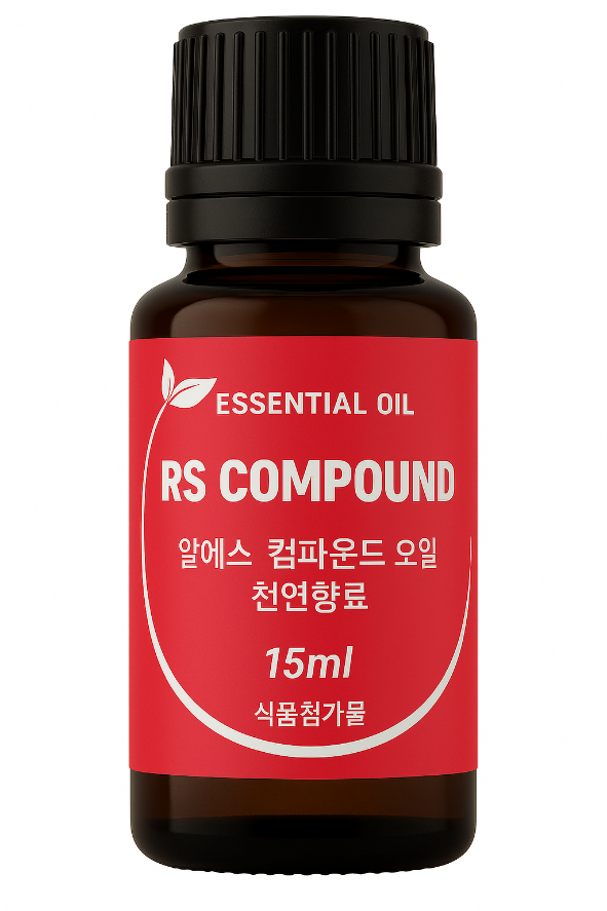 ESSENTIAL OIL
RS COMPOUND
알에스 컴파운드 오일
천연향료
15ml
식품첨가물